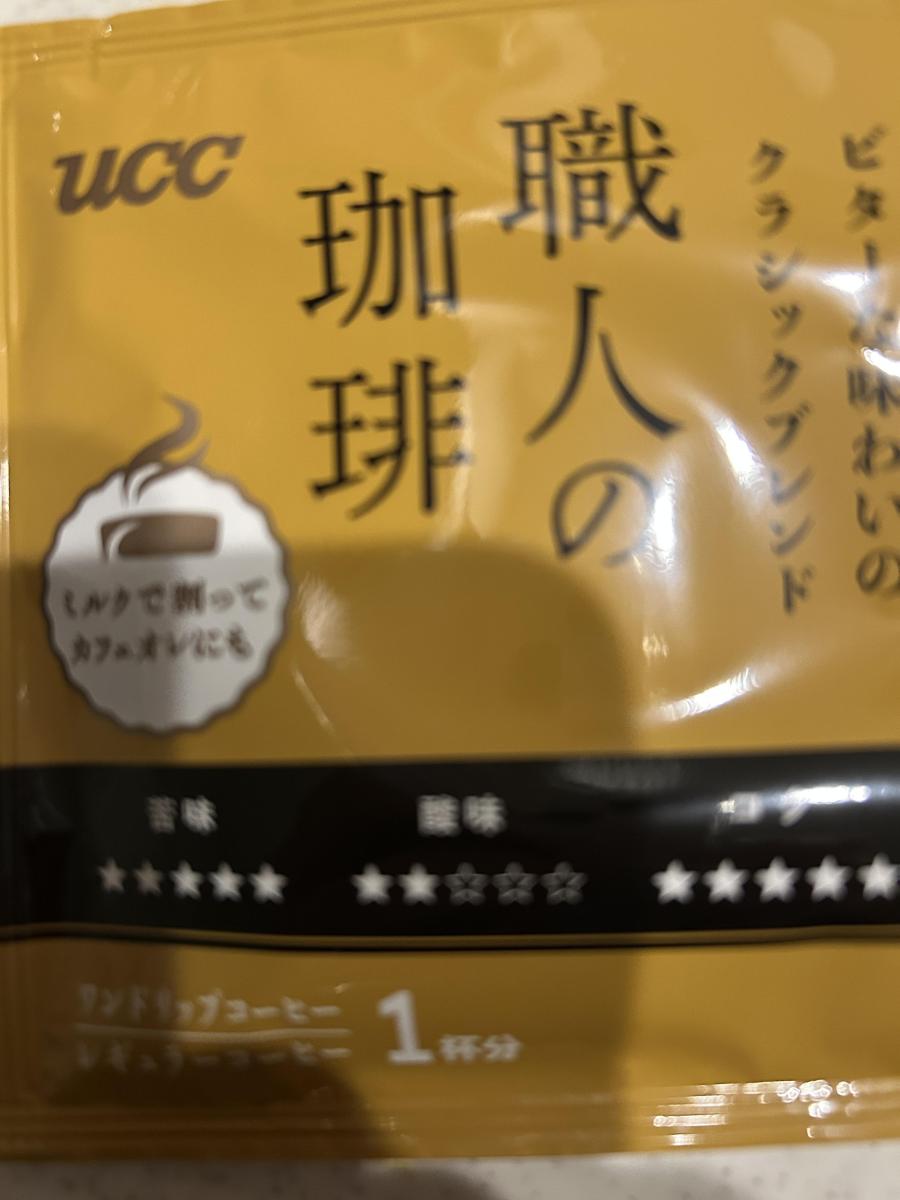 ucc
職人の
珈琲
ビターな味わいの
クラシックブレンド
ミルクで割って
カフェオレにも
苦味
★★★★★
酸味
★★☆☆☆
コク
★★★★★
ワンドリップコーヒー
レギュラーコーヒー
1杯分